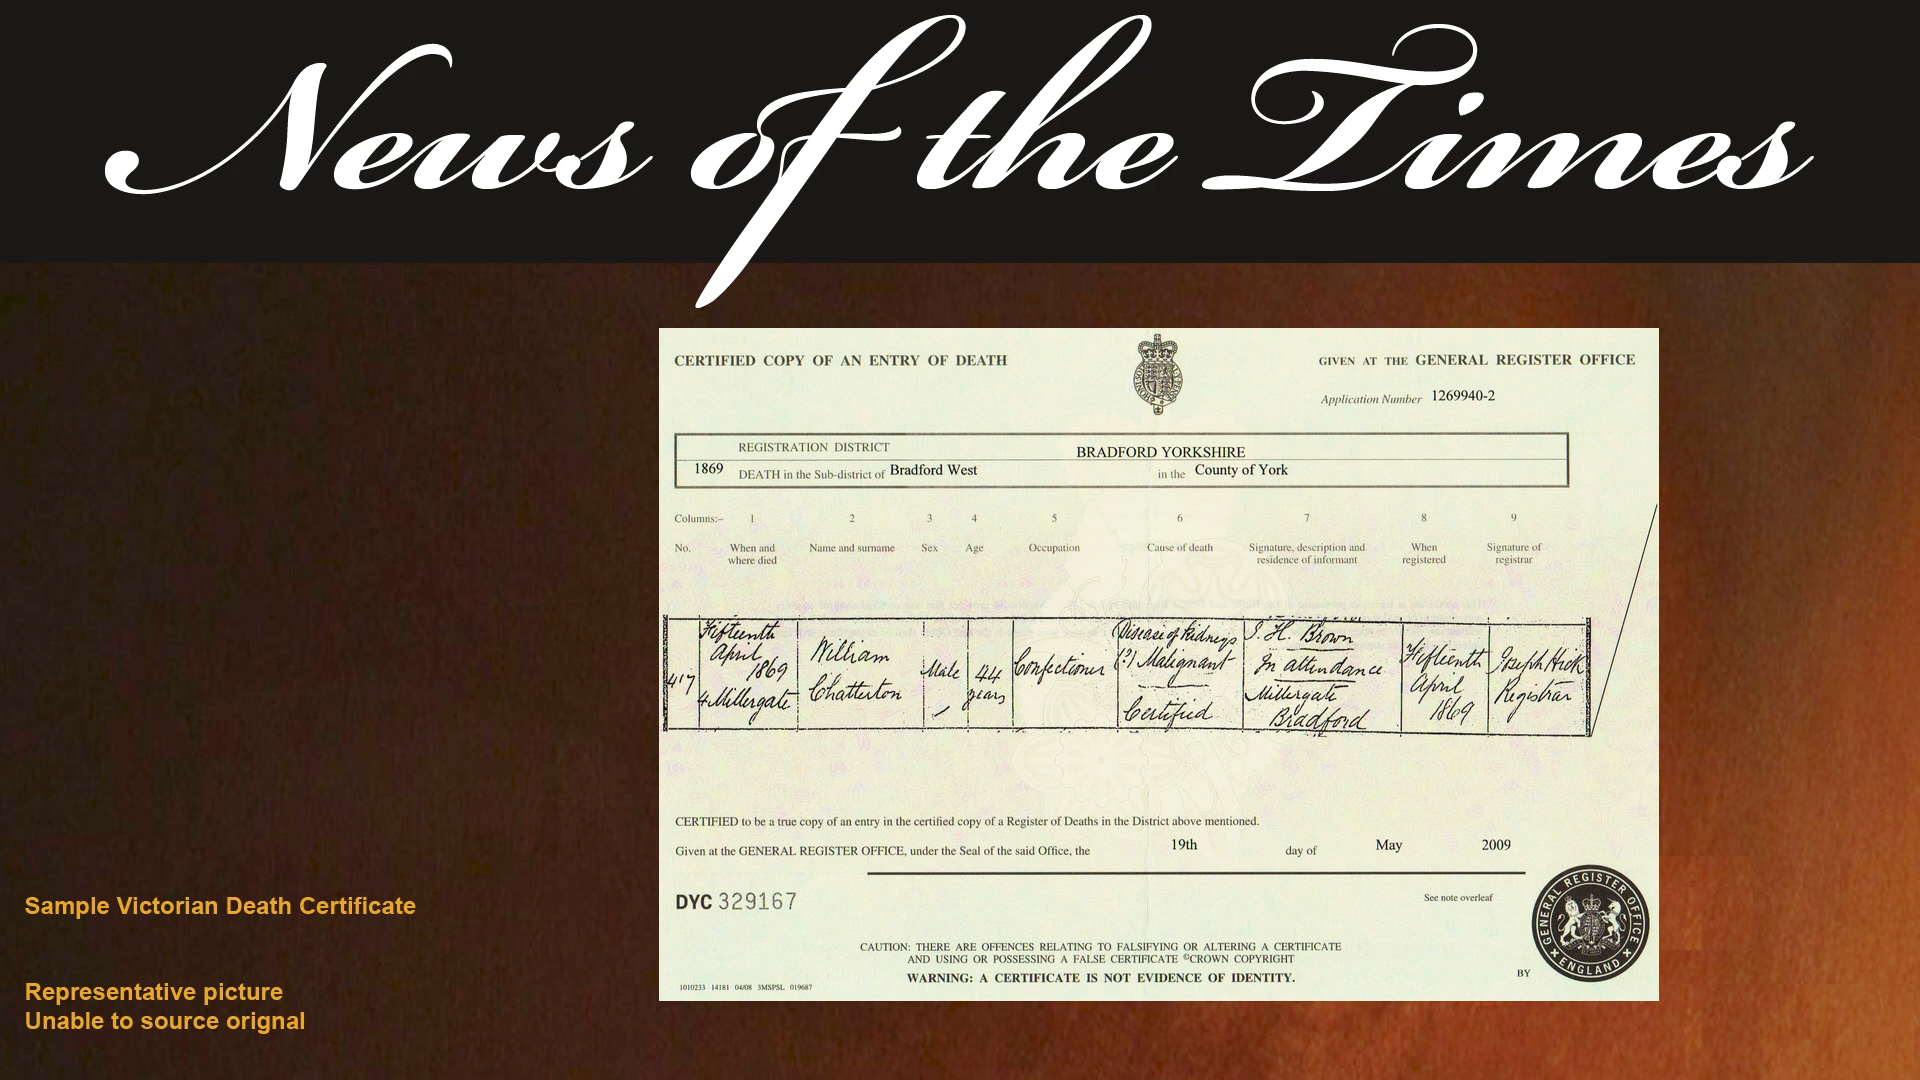 News of the Times
CERTIFIED COPY OF AN ENTRY OF DEATH
GIVEN AT THE GENERAL REGISTER OFFICE
Application Number 1269940-2
REGISTRATION DISTRICT
BRADFORD YORKSHIRE
1869 DEATH in the Sub-district of Bradford West in the County of York
Columns:- 1 2 3 4 5 6 7 8 9
No. When and where died Name and surname Sex Age Occupation Cause of death Signature, description and residence of informant When registered Signature of registrar
417
Fifteenth
April
1869
4 Millergate
William
Chatterton
Male
44
years
Confectioner
Disease of Kidneys
(?) Malignant
Certified
J. H. Brown
In attendance
Millergate
Bradford
Fifteenth
April
1869
Joseph Hick
Registrar
CERTIFIED to be a true copy of an entry in the certified copy of a Register of Deaths in the District above mentioned.
Given at the GENERAL REGISTER OFFICE, under the Seal of the said Office, the 19th day of May 2009
DYC 329167
See note overleaf
CAUTION: THERE ARE OFFENCES RELATING TO FALSIFYING OR ALTERING A CERTIFICATE
AND USING OR POSSESSING A FALSE CERTIFICATE ©CROWN COPYRIGHT
WARNING: A CERTIFICATE IS NOT EVIDENCE OF IDENTITY.
1010233 14181 04/08 3MSPSL 019687
BY
GENERAL REGISTER OFFICE
ENGLAND
Sample Victorian Death Certificate
Representative picture
Unable to source orignal